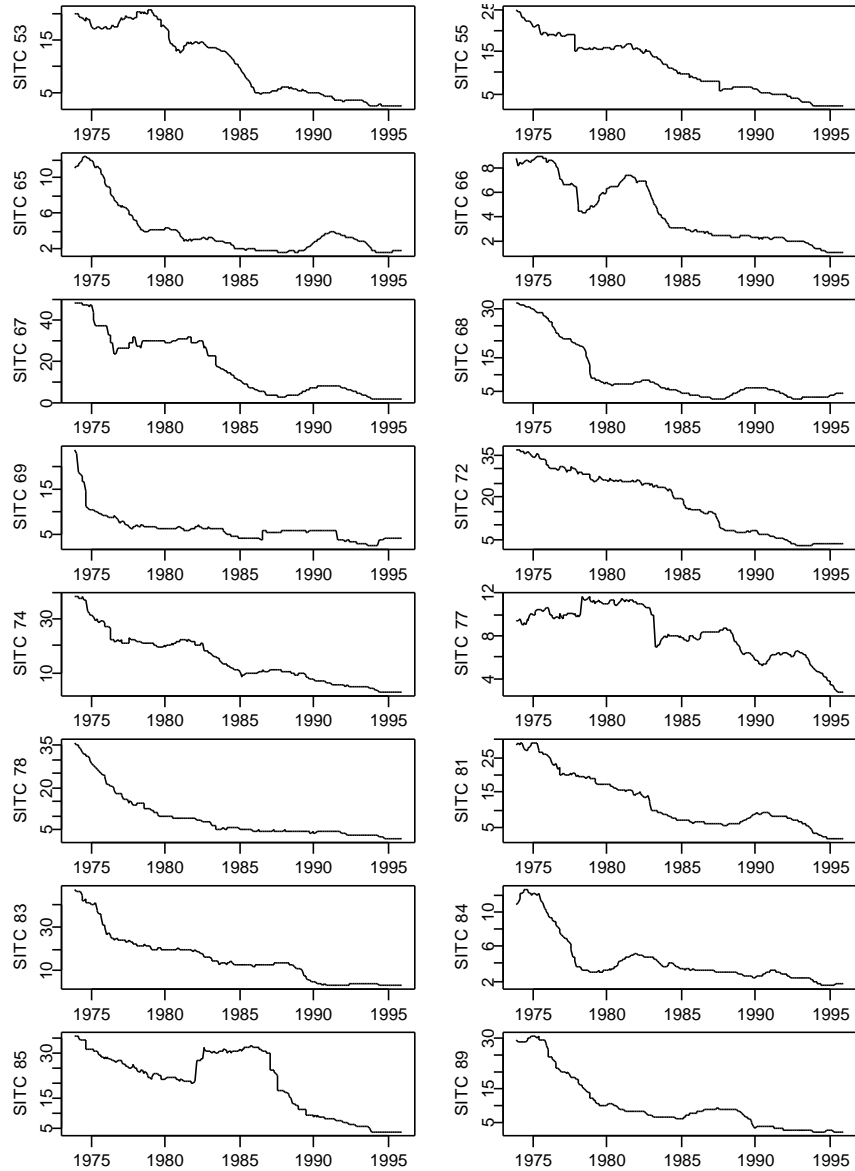 SITC 53
5 15
1975 1980 1985 1990 1995
SITC 55
5 15 25
1975 1980 1985 1990 1995
SITC 65
2 6 10
1975 1980 1985 1990 1995
SITC 66
2 4 6 8
1975 1980 1985 1990 1995
SITC 67
0 20 40
1975 1980 1985 1990 1995
SITC 68
5 15 30
1975 1980 1985 1990 1995
SITC 69
5 15
1975 1980 1985 1990 1995
SITC 72
5 20 35
1975 1980 1985 1990 1995
SITC 74
10 30
1975 1980 1985 1990 1995
SITC 77
4 8 12
1975 1980 1985 1990 1995
SITC 78
5 20 35
1975 1980 1985 1990 1995
SITC 81
5 15 25
1975 1980 1985 1990 1995
SITC 83
10 30
1975 1980 1985 1990 1995
SITC 84
2 6 10
1975 1980 1985 1990 1995
SITC 85
5 15 30
1975 1980 1985 1990 1995
SITC 89
5 15 30
1975 1980 1985 1990 1995